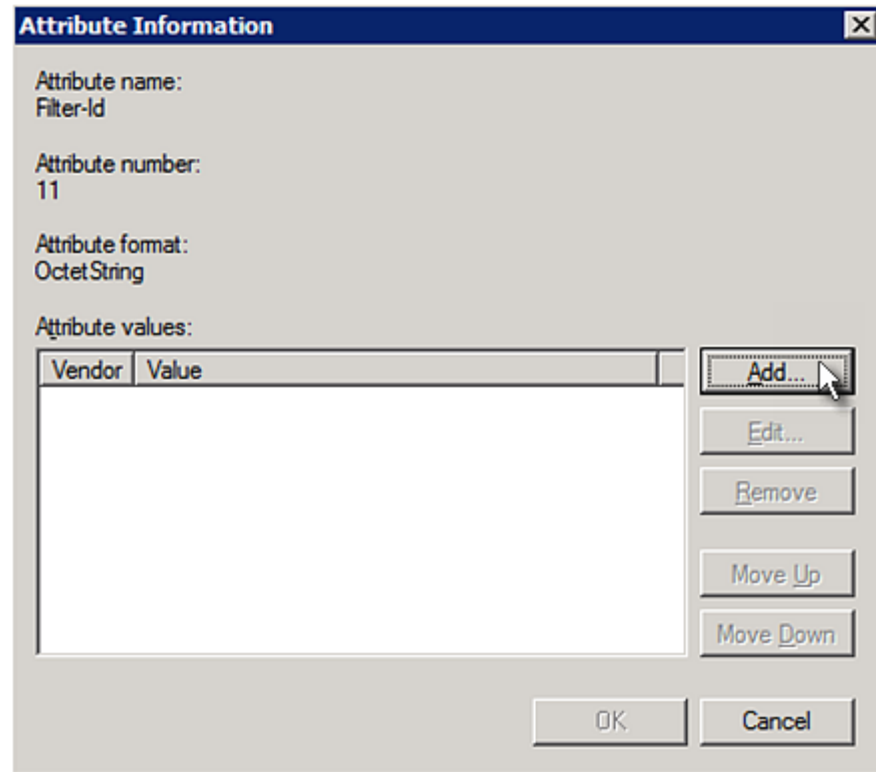 Attribute Information
Attribute name:
Filter-Id
Attribute number:
11
Attribute format:
OctetString
Attribute values:
Vendor Value
Add...
Edit...
Remove
Move Up
Move Down
OK Cancel